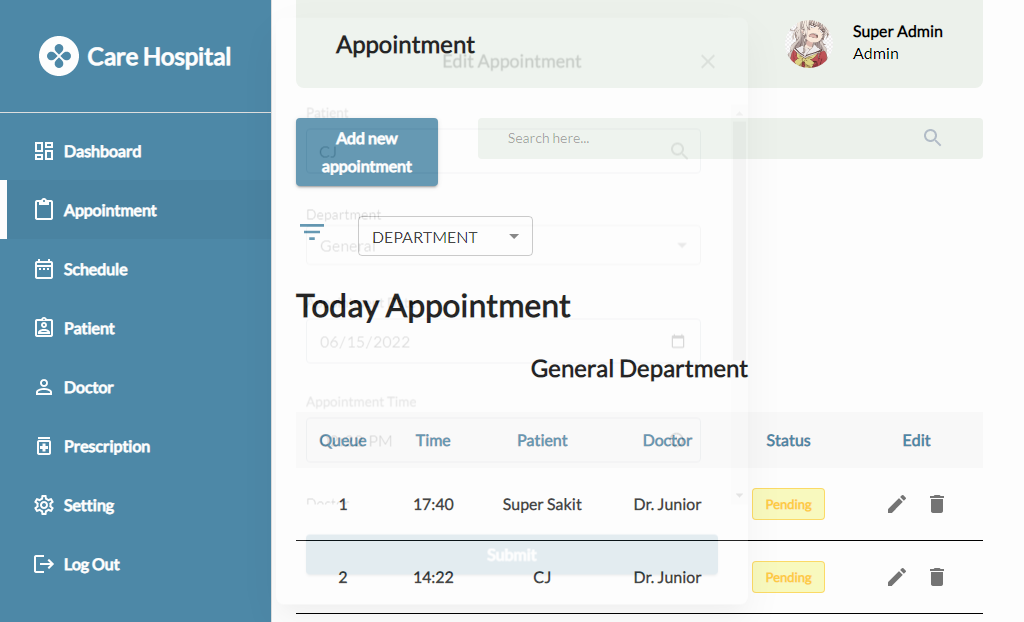 Care Hospital
Dashboard
Appointment
Schedule
Patient
Doctor
Prescription
Setting
Log Out
Appointment
Super Admin
Admin
Edit Appointment
Patient
CJ
Add new
appointment
Search here...
Department
General
DEPARTMENT
Today Appointment
06/15/2022
General Department
Appointment Time
PM
Queue Time Patient Doctor Status Edit
1 17:40 Super Sakit Dr. Junior Pending
Submit
2 14:22 CJ Dr. Junior Pending